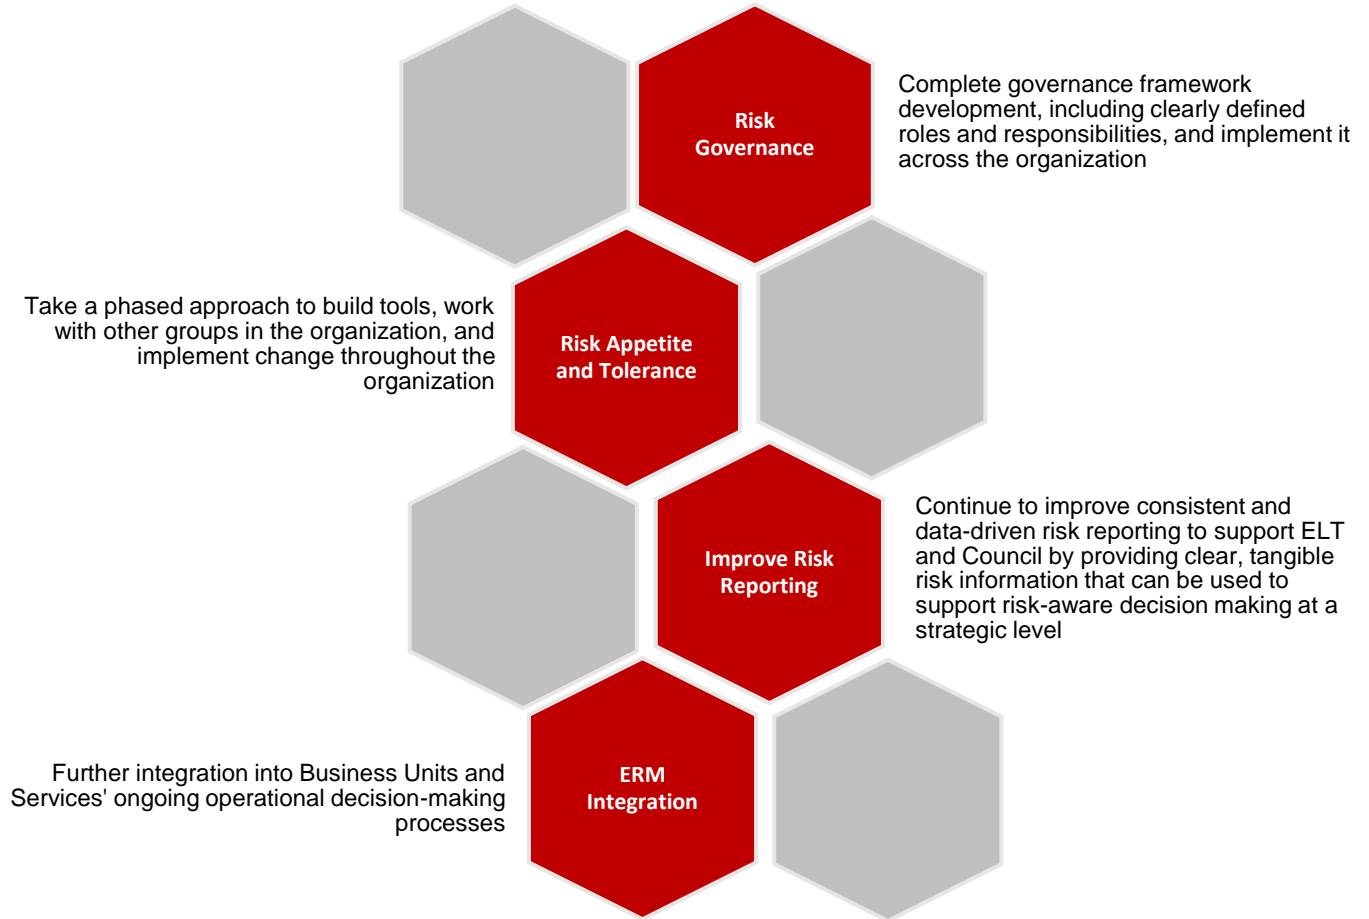 Risk
Governance
Complete governance framework
development, including clearly defined
roles and responsibilities, and implement it
across the organization
Take a phased approach to build tools, work
with other groups in the organization, and
implement change throughout the
organization
Risk Appetite
and Tolerance
Improve Risk
Reporting
Continue to improve consistent and
data-driven risk reporting to support ELT
and Council by providing clear, tangible
risk information that can be used to
support risk-aware decision making at a
strategic level
Further integration into Business Units and
Services' ongoing operational decision-making
processes
ERM
Integration